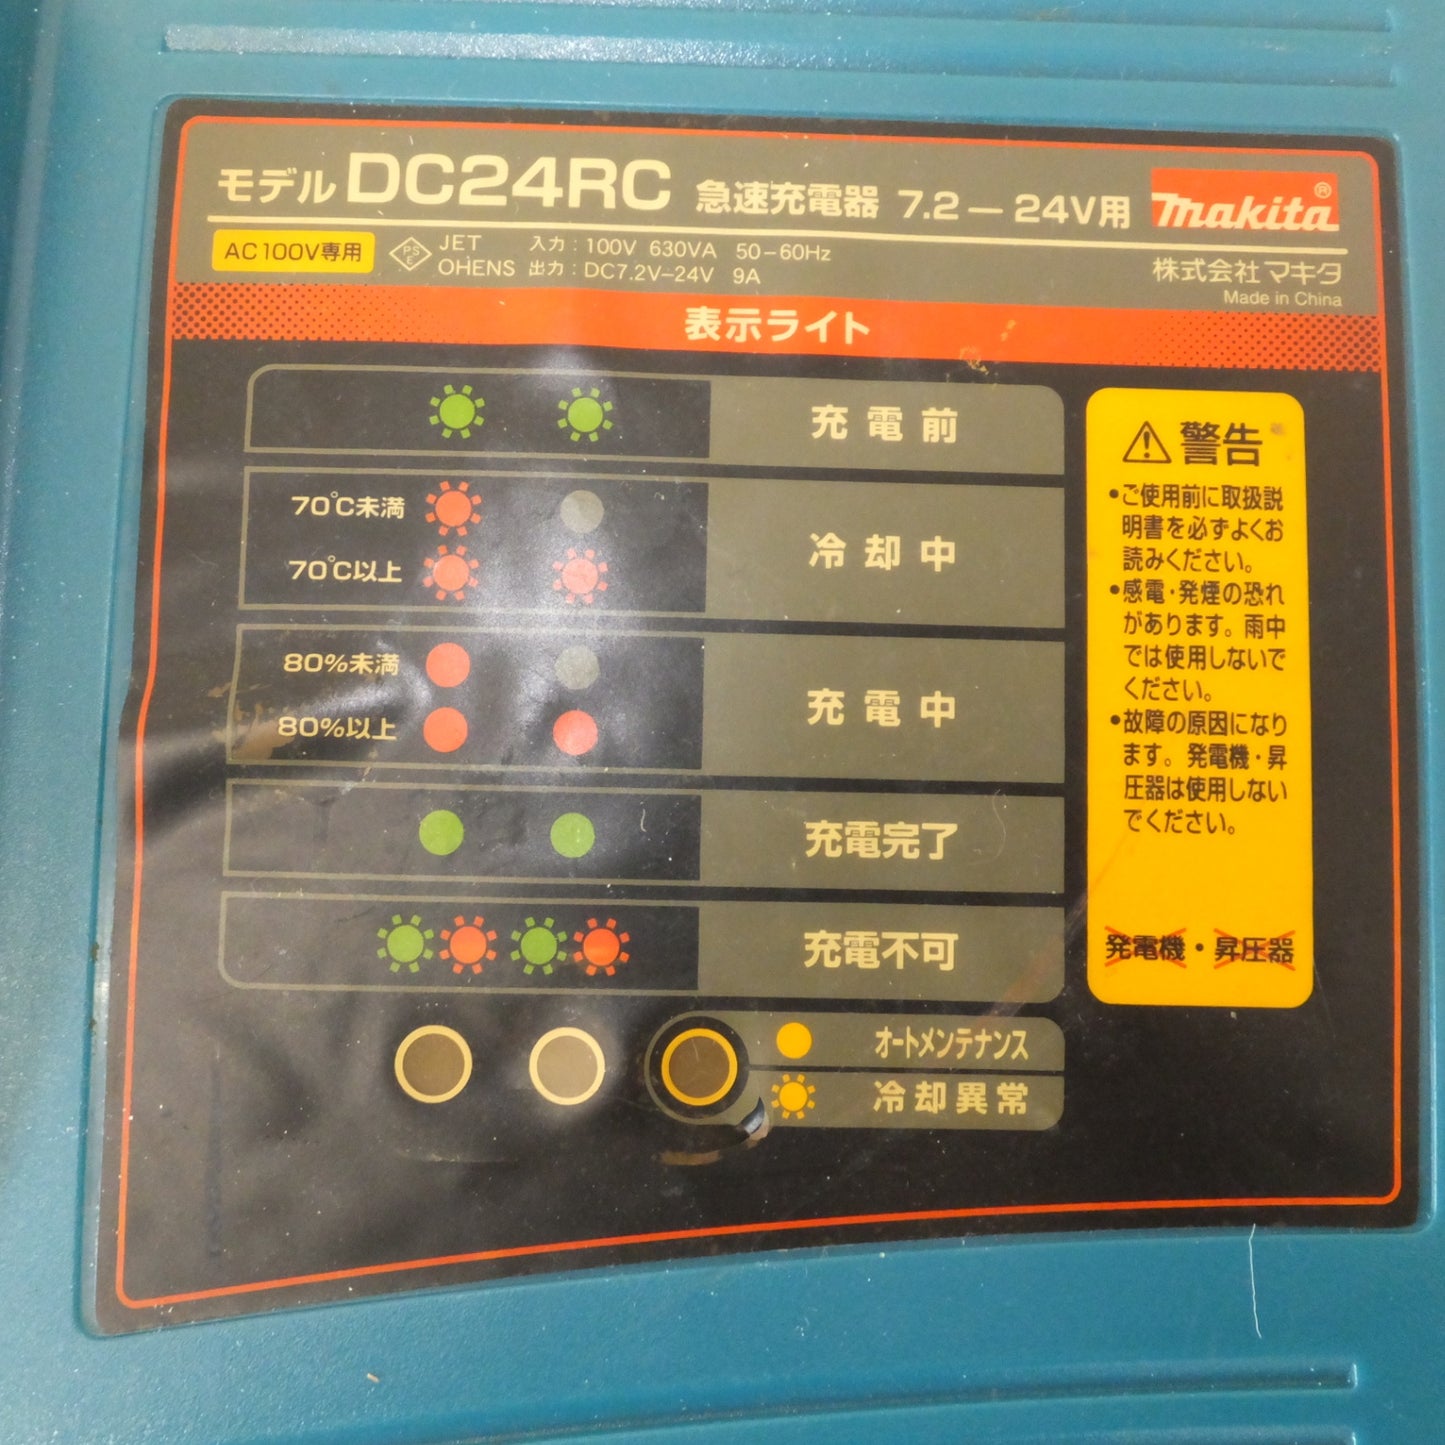 モデル DC24RC 急速充電器 7.2－24V用 makita®
AC100V専用 PSE JET 入力：100V 630VA 50－60Hz
OHENS 出力：DC7.2V－24V 9A
株式会社マキタ
Made in China
表示ライト
充電前
70℃未満
70℃以上
冷却中
80%未満
80%以上
充電中
充電完了
充電不可
オートメンテナンス
冷却異常
警告
•ご使用前に取扱説
明書を必ずよくお
読みください。
•感電・発煙の恐れ
があります。雨中
では使用しないで
ください。
•故障の原因になり
ます。発電機・昇
圧器は使用しない
でください。
発電機・昇圧器